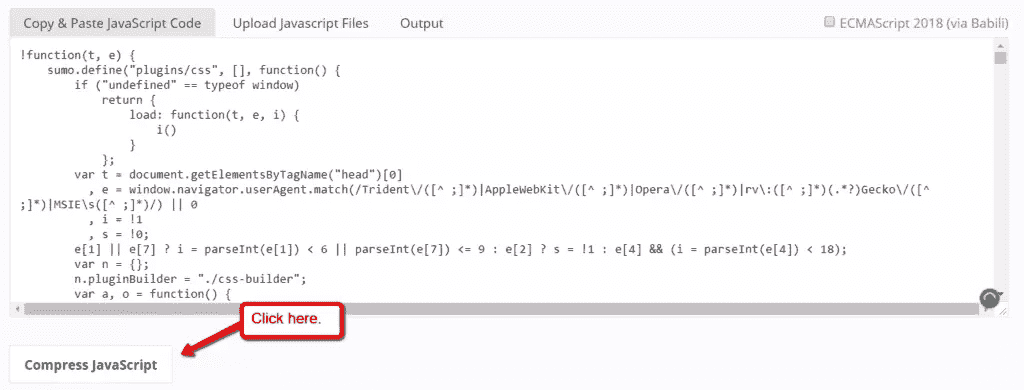 Copy & Paste JavaScript Code
Upload Javascript Files
Output
ECMAScript 2018 (via Babili)
!function(t, e) {
    sumo.define("plugins/css", [], function() {
        if ("undefined" == typeof window)
            return {
                load: function(t, e, i) {
                    i()
                }
            };
        var t = document.getElementsByTagName("head")[0]
          , e = window.navigator.userAgent.match(/Trident\/([^ ;]*)|AppleWebKit\/([^ ;]*)|Opera\/([^ ;]*)|rv\:([^ ;]*)(.*?)Gecko\/([^
;]*)|MSIE\s([^ ;]*)/) || 0
          , i = !1
          , s = !0;
        e[1] || e[7] ? i = parseInt(e[1]) < 6 || parseInt(e[7]) <= 9 : e[2] ? s = !1 : e[4] && (i = parseInt(e[4]) < 18);
        var n = {};
        n.pluginBuilder = "./css-builder";
        var a, o = function() {
Click here.
Compress JavaScript